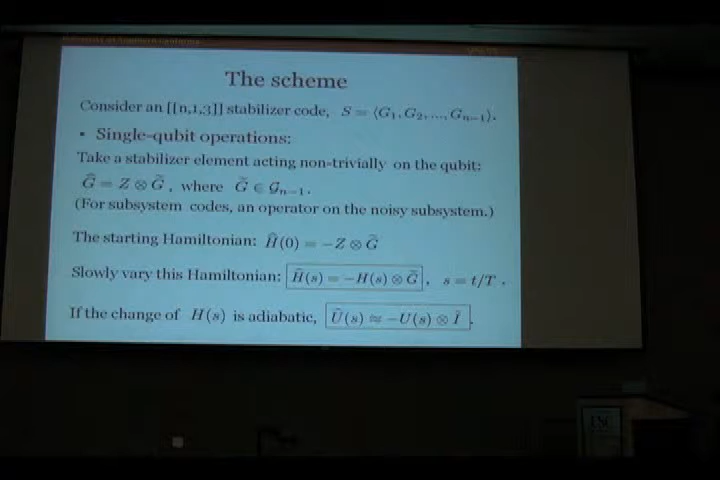 The scheme
Consider an [[n,1,3]] stabilizer code, S = ⟨G₁, G₂, ..., Gₙ₋₁⟩.
• Single-qubit operations:
Take a stabilizer element acting non-trivially on the qubit:
Ĝ = Z ⊗ G̃ , where G̃ ∈ 𝒢ₙ₋₁.
(For subsystem codes, an operator on the noisy subsystem.)
The starting Hamiltonian: Ĥ(0) = −Z ⊗ G̃
Slowly vary this Hamiltonian: Ĥ(s) = −H(s) ⊗ G̃ , s = t/T .
If the change of H(s) is adiabatic, Û(s) ≈ −U(s) ⊗ Ĩ .